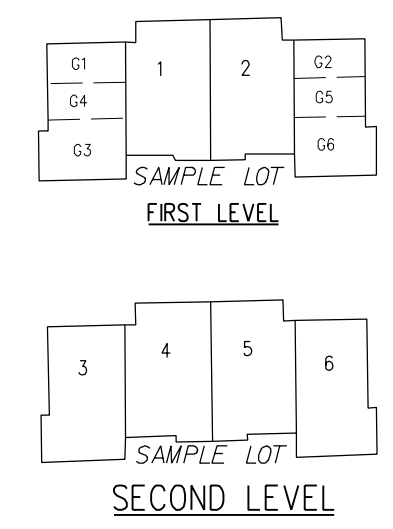 G1 1 2 G2
G4 G5
G3 G6
SAMPLE LOT
FIRST LEVEL
3 4 5 6
SAMPLE LOT
SECOND LEVEL